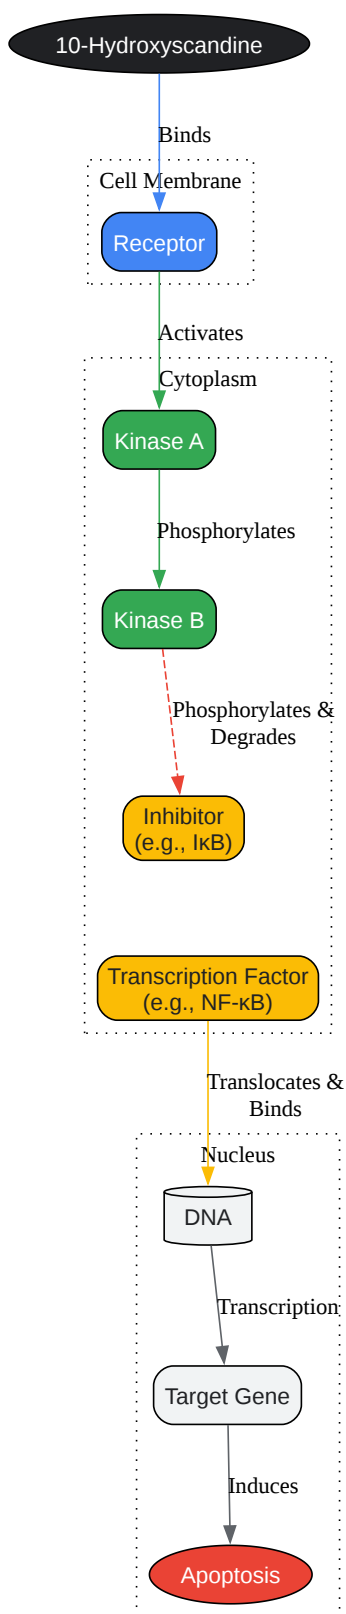 10-Hydroxyscandine
Binds
Cell Membrane
Receptor
Activates
Cytoplasm
Kinase A
Phosphorylates
Kinase B
Phosphorylates &
Degrades
Inhibitor
(e.g., IκB)
Transcription Factor
(e.g., NF-κB)
Translocates &
Binds
Nucleus
DNA
Transcription
Target Gene
Induces
Apoptosis